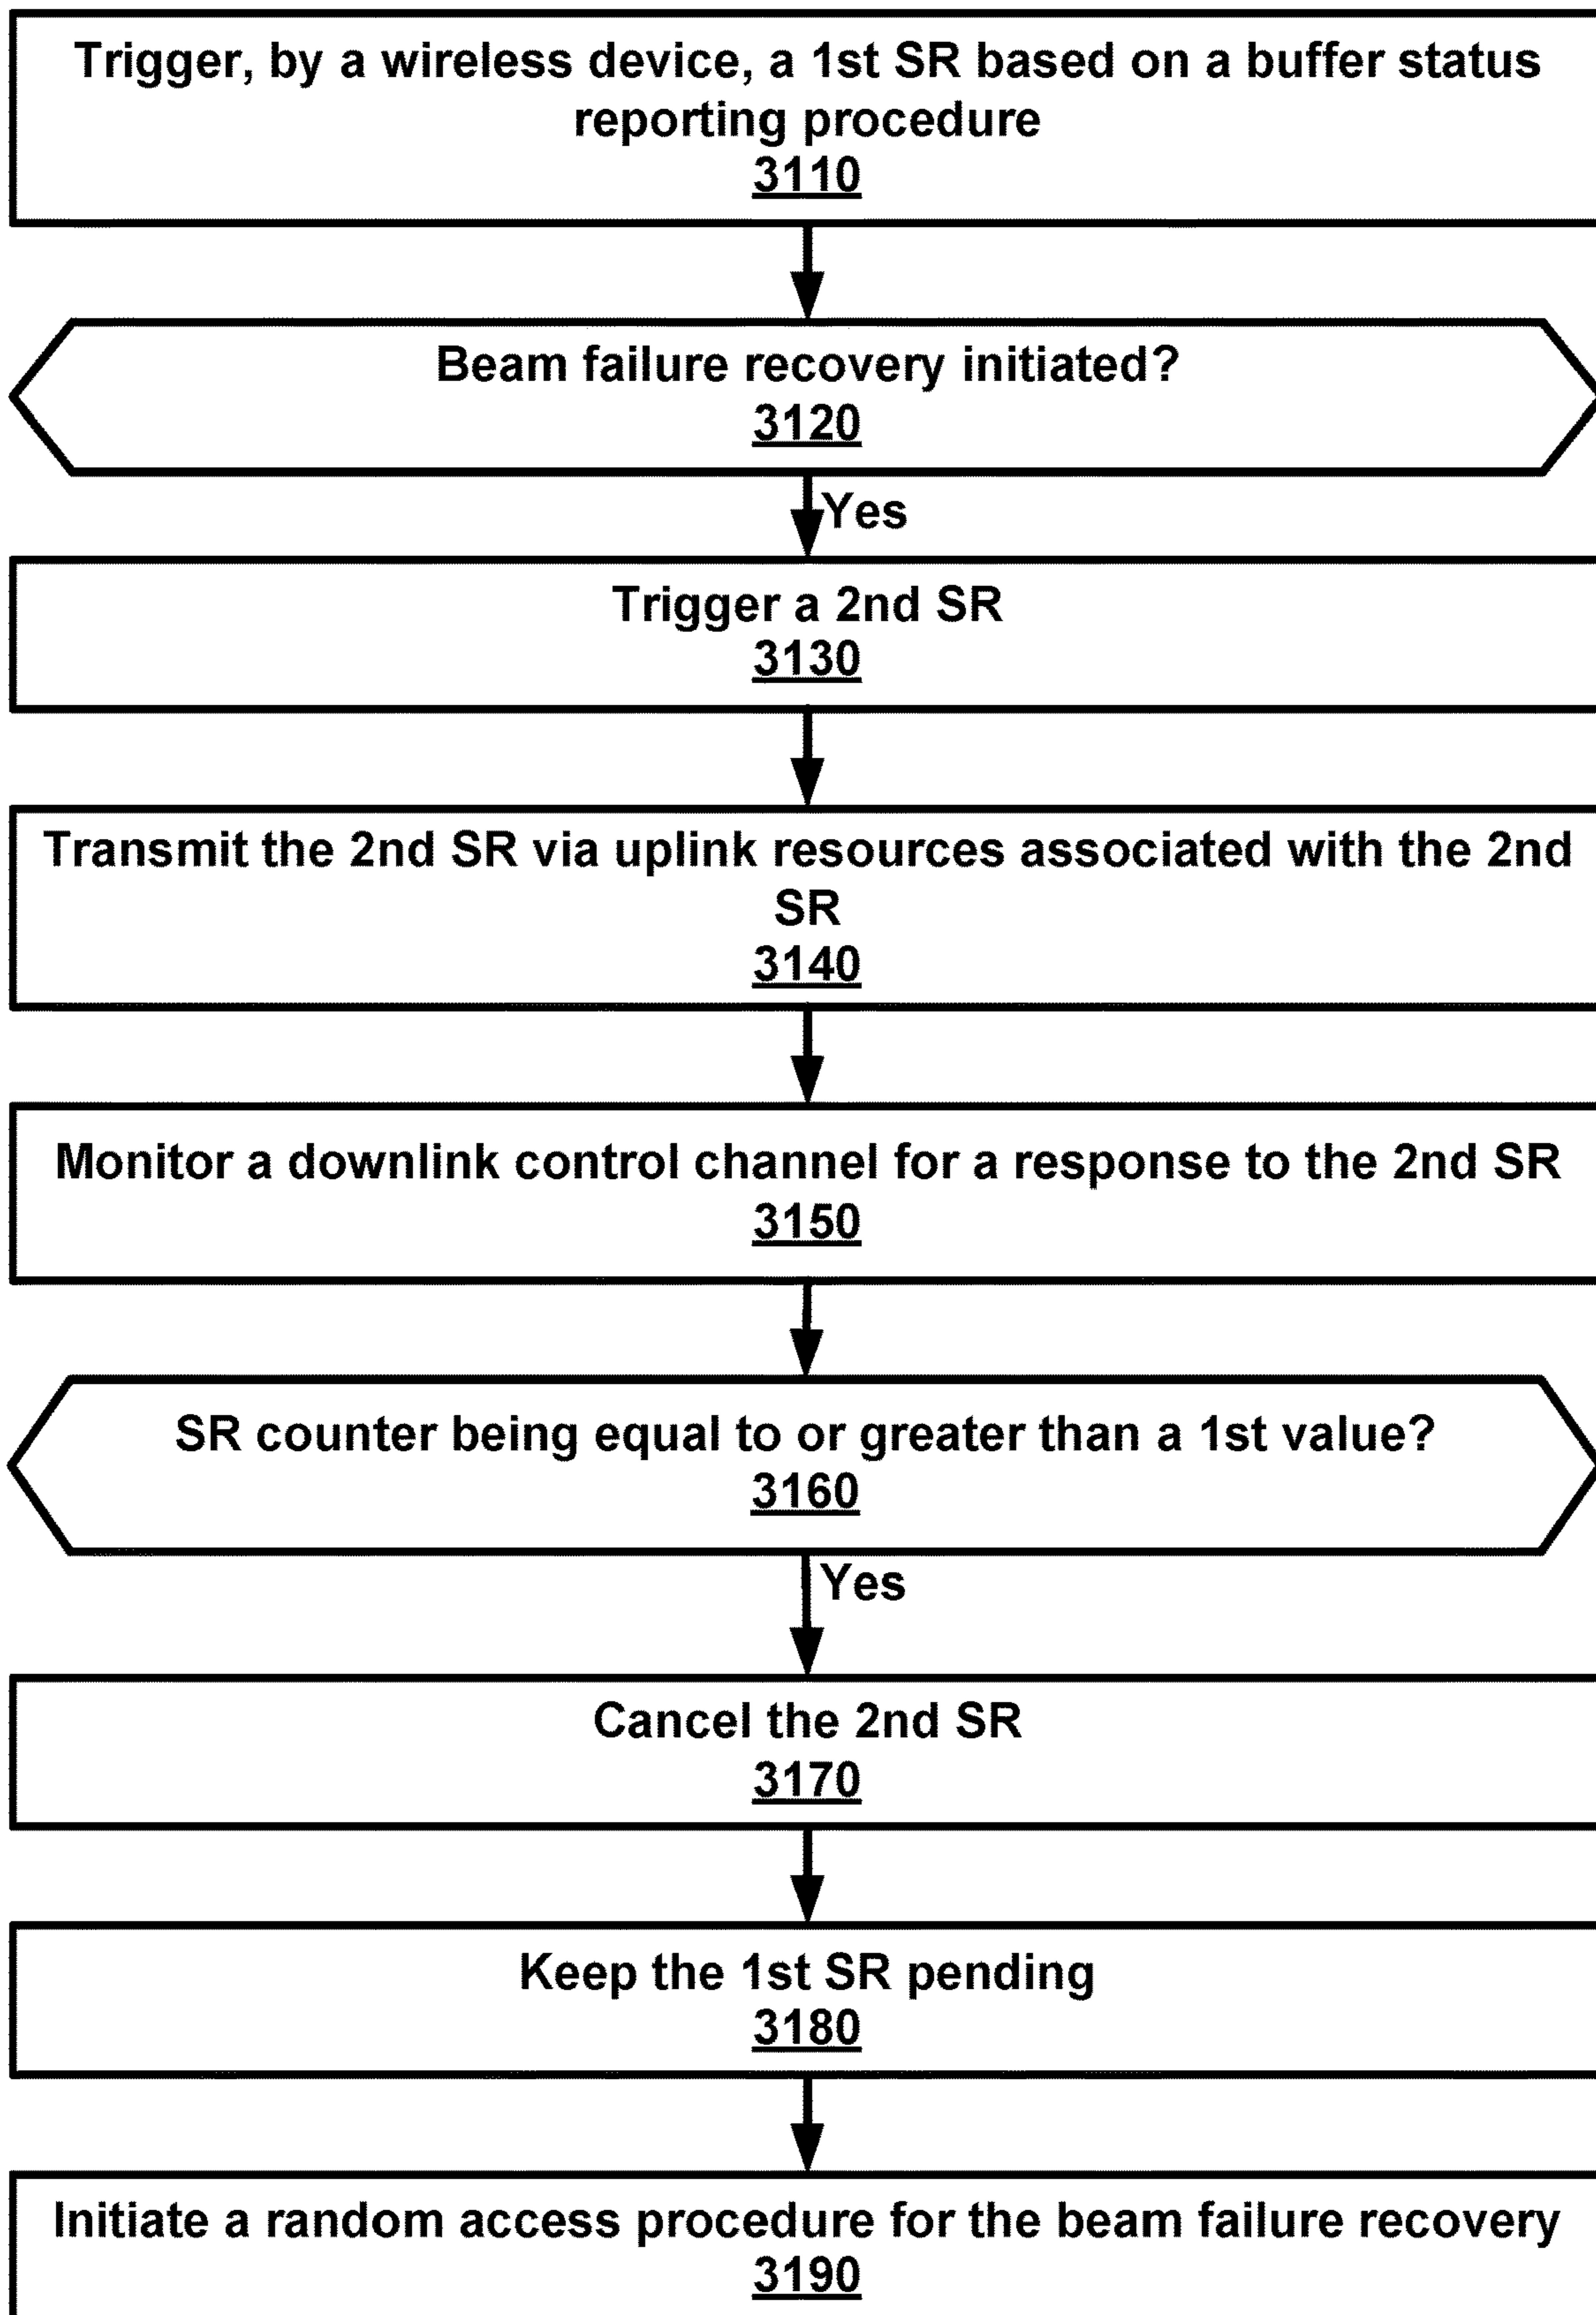 Trigger, by a wireless device, a 1st SR based on a buffer status
reporting procedure
3110
Beam failure recovery initiated?
3120
Yes
Trigger a 2nd SR
3130
Transmit the 2nd SR via uplink resources associated with the 2nd
SR
3140
Monitor a downlink control channel for a response to the 2nd SR
3150
SR counter being equal to or greater than a 1st value?
3160
Yes
Cancel the 2nd SR
3170
Keep the 1st SR pending
3180
Initiate a random access procedure for the beam failure recovery
3190